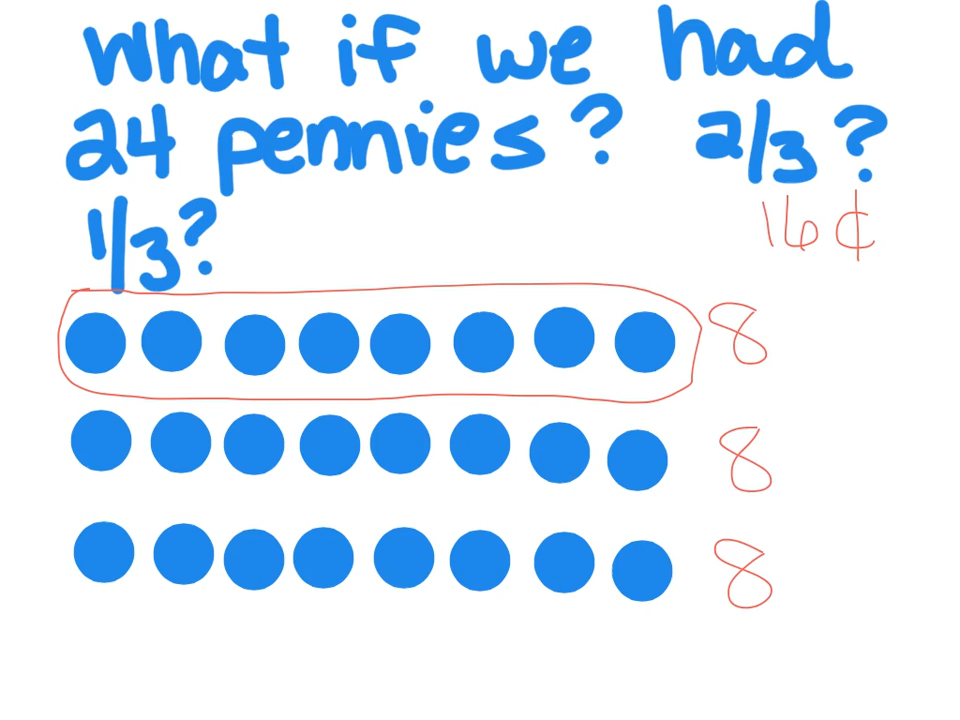 What if we had
24 pennies? 2/3?
16¢
1/3?
8
8
8